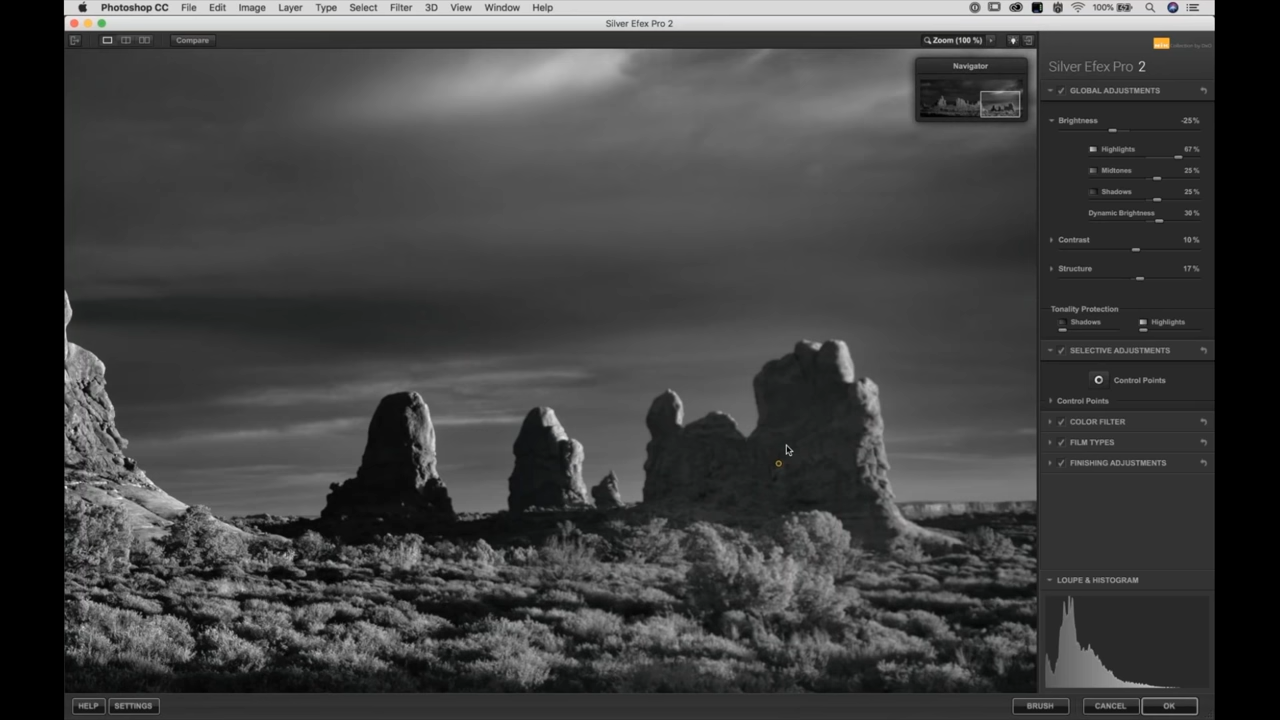 Photoshop CC File Edit Image Layer Type Select Filter 3D View Window Help 100%
Silver Efex Pro 2
Compare Zoom (100 %)
Navigator
Silver Efex Pro 2
GLOBAL ADJUSTMENTS
Brightness -25%
Highlights 67%
Midtones 25%
Shadows 25%
Dynamic Brightness 30%
Contrast 10%
Structure 17%
Tonality Protection
Shadows Highlights
SELECTIVE ADJUSTMENTS
Control Points
Control Points
COLOR FILTER
FILM TYPES
FINISHING ADJUSTMENTS
LOUPE & HISTOGRAM
HELP SETTINGS BRUSH CANCEL OK